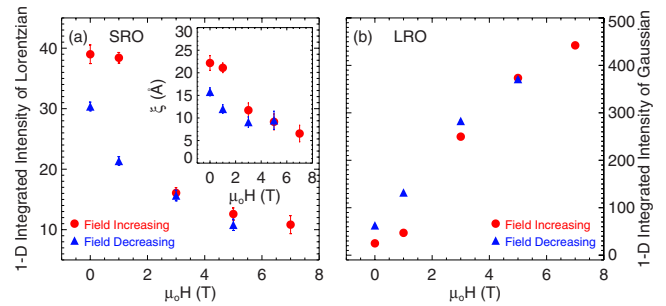 (a) SRO
1-D Integrated Intensity of Lorentzian
40
30
20
10
0 2 4 6 8
μₒH (T)
Field Increasing
Field Decreasing
ξ (Å)
30
25
20
15
10
5
0
0 2 4 6 8
μₒH (T)
(b) LRO
0 2 4 6 8
μₒH (T)
Field Increasing
Field Decreasing
500
400
300
200
100
0
1-D Integrated Intensity of Gaussian